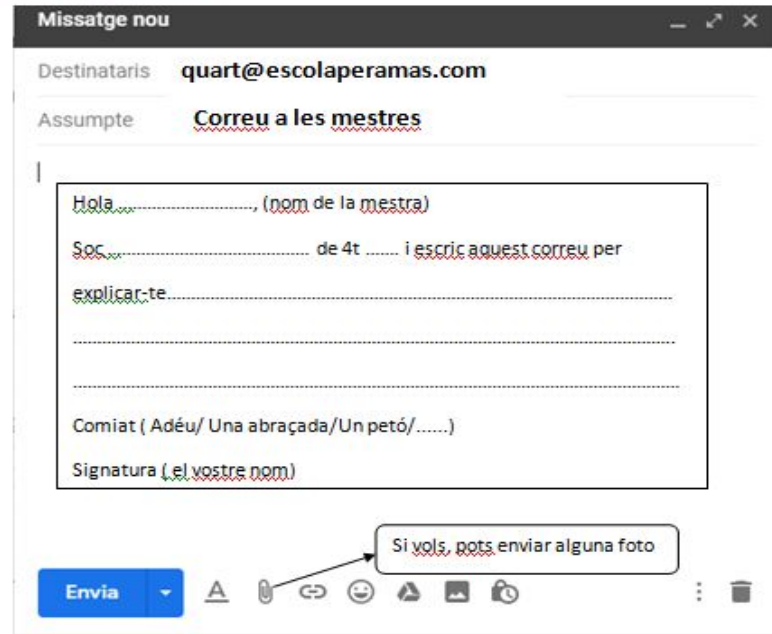 Missatge nou
Destinataris quart@escolaperamas.com
Assumpte Correu a les mestres
Hola............................., (nom de la mestra)
Soc........................................... de 4t ....... i escric aquest correu per
explicar-te.............................................................................................................
..................................................................................................................................
...................................................................................................................................
Comiat ( Adéu/ Una abraçada/Un petó/......)
Signatura ( el vostre nom)
Si vols, pots enviar alguna foto
Envia